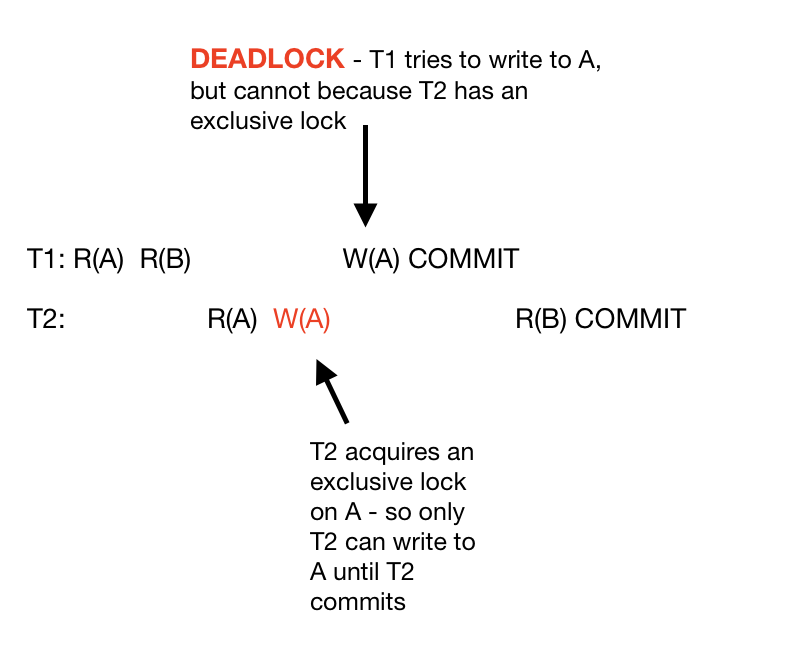 DEADLOCK - T1 tries to write to A,
but cannot because T2 has an
exclusive lock
T1: R(A)  R(B) W(A) COMMIT
T2: R(A)  W(A) R(B) COMMIT
T2 acquires an
exclusive lock
on A - so only
T2 can write to
A until T2
commits